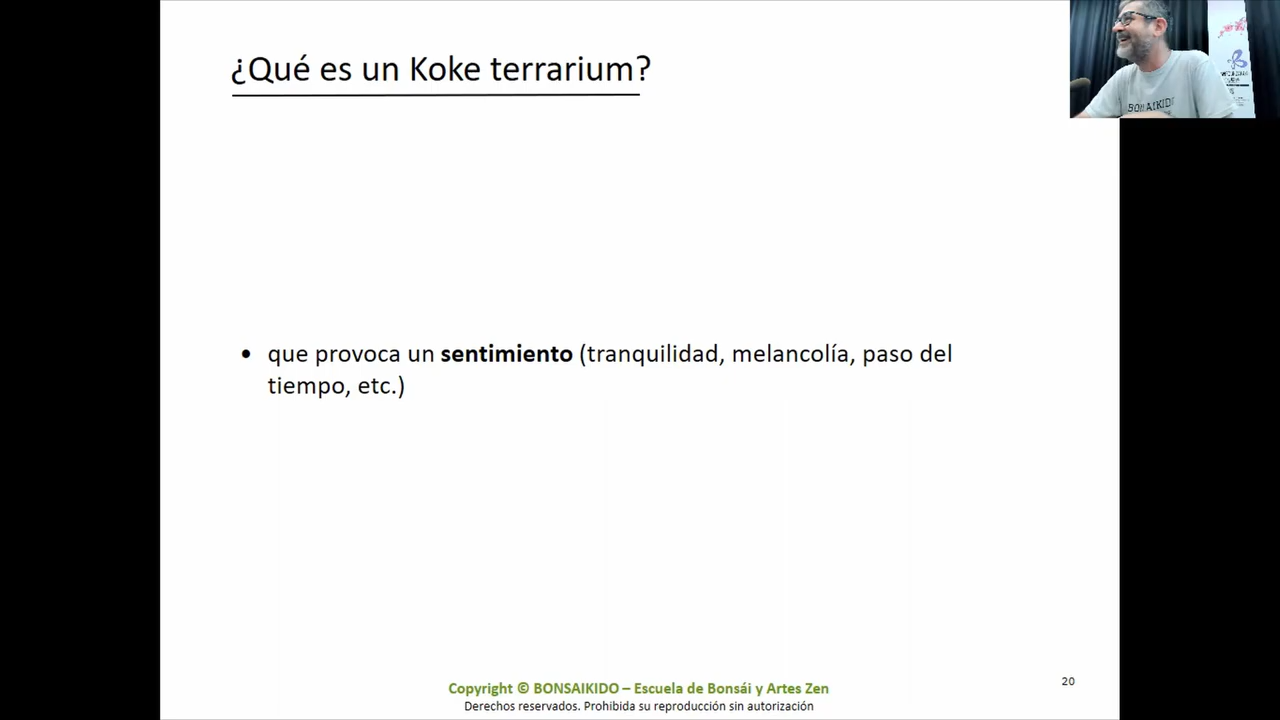 ¿Qué es un Koke terrarium?
BONSAIKIDO
• que provoca un sentimiento (tranquilidad, melancolía, paso del
tiempo, etc.)
20
Copyright © BONSAIKIDO – Escuela de Bonsái y Artes Zen
Derechos reservados. Prohibida su reproducción sin autorización